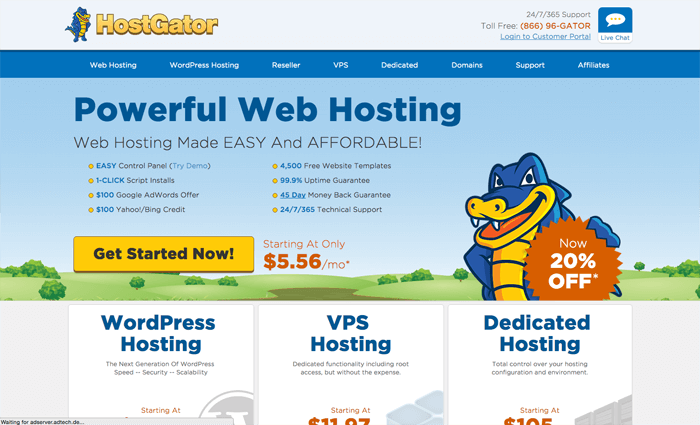 HostGator
24/7/365 Support
Toll Free: (866) 96-GATOR
Login to Customer Portal
Live Chat
Web Hosting WordPress Hosting Reseller VPS Dedicated Domains Support Affiliates
Powerful Web Hosting
Web Hosting Made EASY And AFFORDABLE!
EASY Control Panel (Try Demo)
1-CLICK Script Installs
$100 Google AdWords Offer
$100 Yahoo!/Bing Credit
4,500 Free Website Templates
99.9% Uptime Guarantee
45 Day Money Back Guarantee
24/7/365 Technical Support
Get Started Now!
Starting At Only
$5.56/mo*
Now
20%
OFF*
WordPress
Hosting
The Next Generation Of WordPress
Speed -- Security -- Scalability
Starting At
VPS
Hosting
Dedicated functionality including root
access, but without the expense.
Starting At
$11.97
Dedicated
Hosting
Total control over your hosting
configuration and environment.
Starting At
$105
Waiting for adserver.adtech.de...